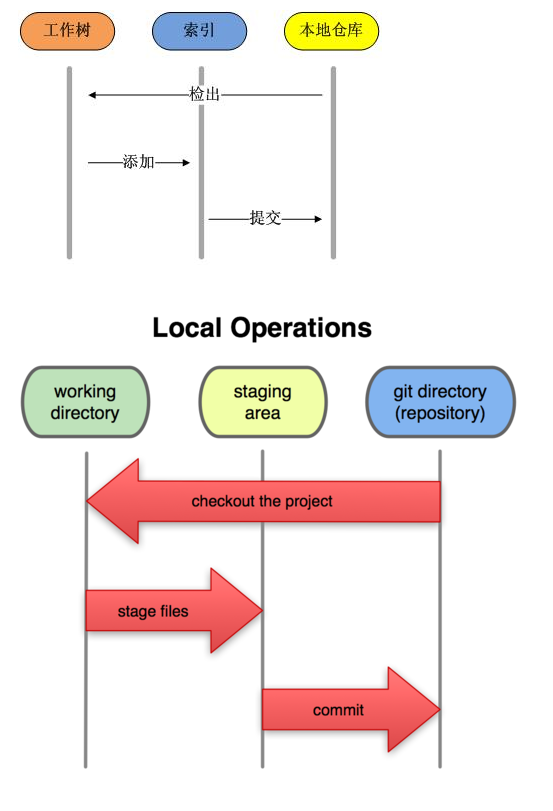 工作树
索引
本地仓库
检出
添加
提交
Local Operations
working
directory
staging
area
git directory
(repository)
checkout the project
stage files
commit